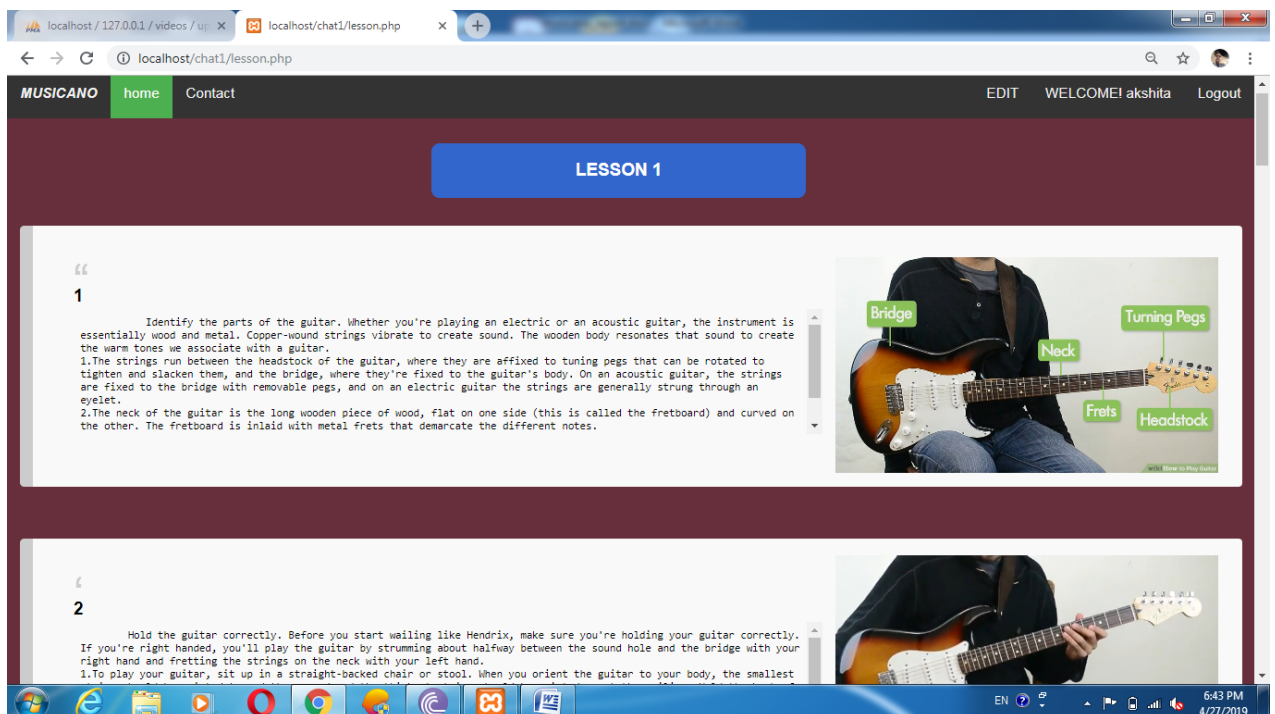 localhost / 127.0.0.1 / videos / up
localhost/chat1/lesson.php
localhost/chat1/lesson.php
MUSICANO home Contact EDIT WELCOME! akshita Logout
LESSON 1
“
1
Identify the parts of the guitar. Whether you're playing an electric or an acoustic guitar, the instrument is
essentially wood and metal. Copper-wound strings vibrate to create sound. The wooden body resonates that sound to create
the warm tones we associate with a guitar.
1.The strings run between the headstock of the guitar, where they are affixed to tuning pegs that can be rotated to
tighten and slacken them, and the bridge, where they're fixed to the guitar's body. On an acoustic guitar, the strings
are fixed to the bridge with removable pegs, and on an electric guitar the strings are generally strung through an
eyelet.
2.The neck of the guitar is the long wooden piece of wood, flat on one side (this is called the fretboard) and curved on
the other. The fretboard is inlaid with metal frets that demarcate the different notes.
Bridge
Turning Pegs
Neck
Frets
Headstock
wikiHow to Play Guitar
‘
2
Hold the guitar correctly. Before you start wailing like Hendrix, make sure you're holding your guitar correctly.
If you're right handed, you'll play the guitar by strumming about halfway between the sound hole and the bridge with your
right hand and fretting the strings on the neck with your left hand.
1.To play your guitar, sit up in a straight-backed chair or stool. When you orient the guitar to your body, the smallest
EN
6:43 PM
4/27/2019